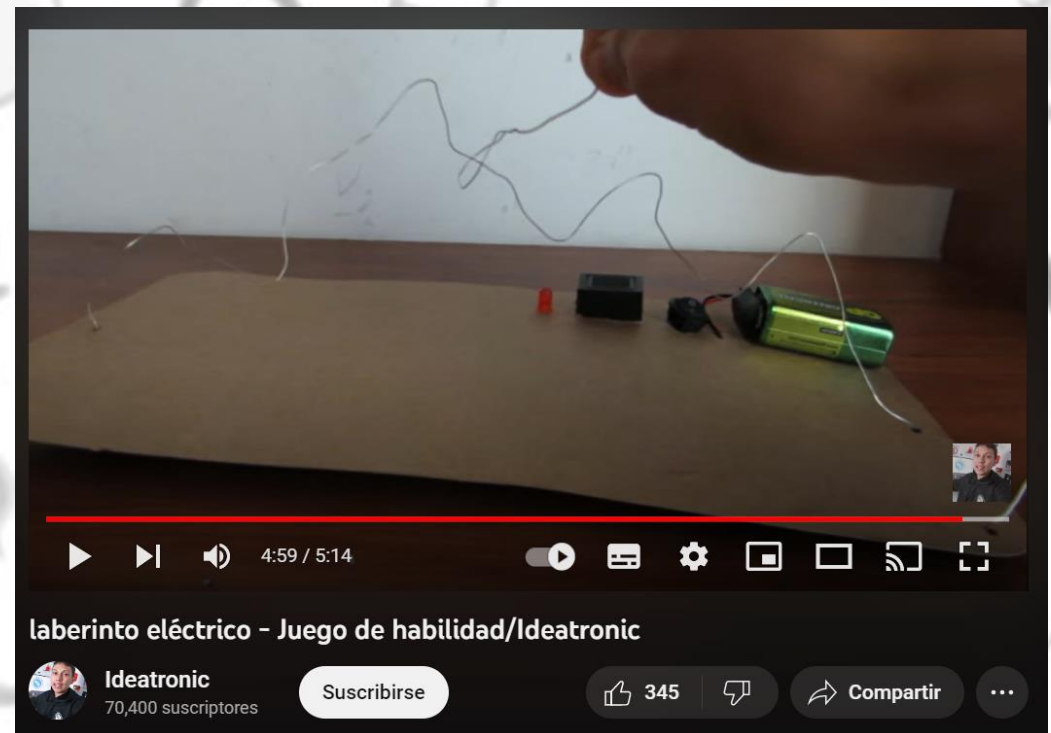 4:59 / 5:14
laberinto eléctrico - Juego de habilidad/Ideatronic
Ideatronic
70,400 suscriptores
Suscribirse
345
Compartir